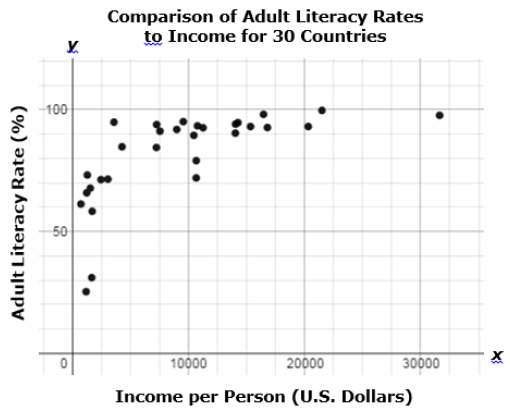 Comparison of Adult Literacy Rates
to Income for 30 Countries
y
100
50
Adult Literacy Rate (%)
0
10000
20000
30000
x
Income per Person (U.S. Dollars)